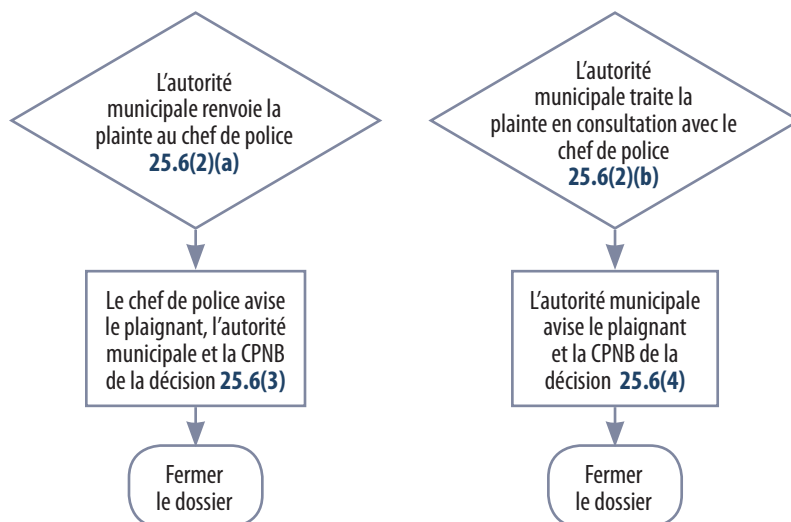 L'autorité
municipale renvoie la
plainte au chef de police
25.6(2)(a)
Le chef de police avise
le plaignant, l'autorité
municipale et la CPNB
de la décision 25.6(3)
Fermer
le dossier
L'autorité
municipale traite la
plainte en consultation avec le
chef de police
25.6(2)(b)
L'autorité municipale
avise le plaignant
et la CPNB de la
décision 25.6(4)
Fermer
le dossier